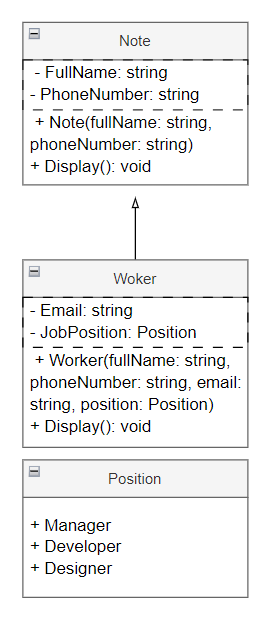 Note
- FullName: string
- PhoneNumber: string
+ Note(fullName: string,
phoneNumber: string)
+ Display(): void
Woker
- Email: string
- JobPosition: Position
+ Worker(fullName: string,
phoneNumber: string, email:
string, position: Position)
+ Display(): void
Position
+ Manager
+ Developer
+ Designer